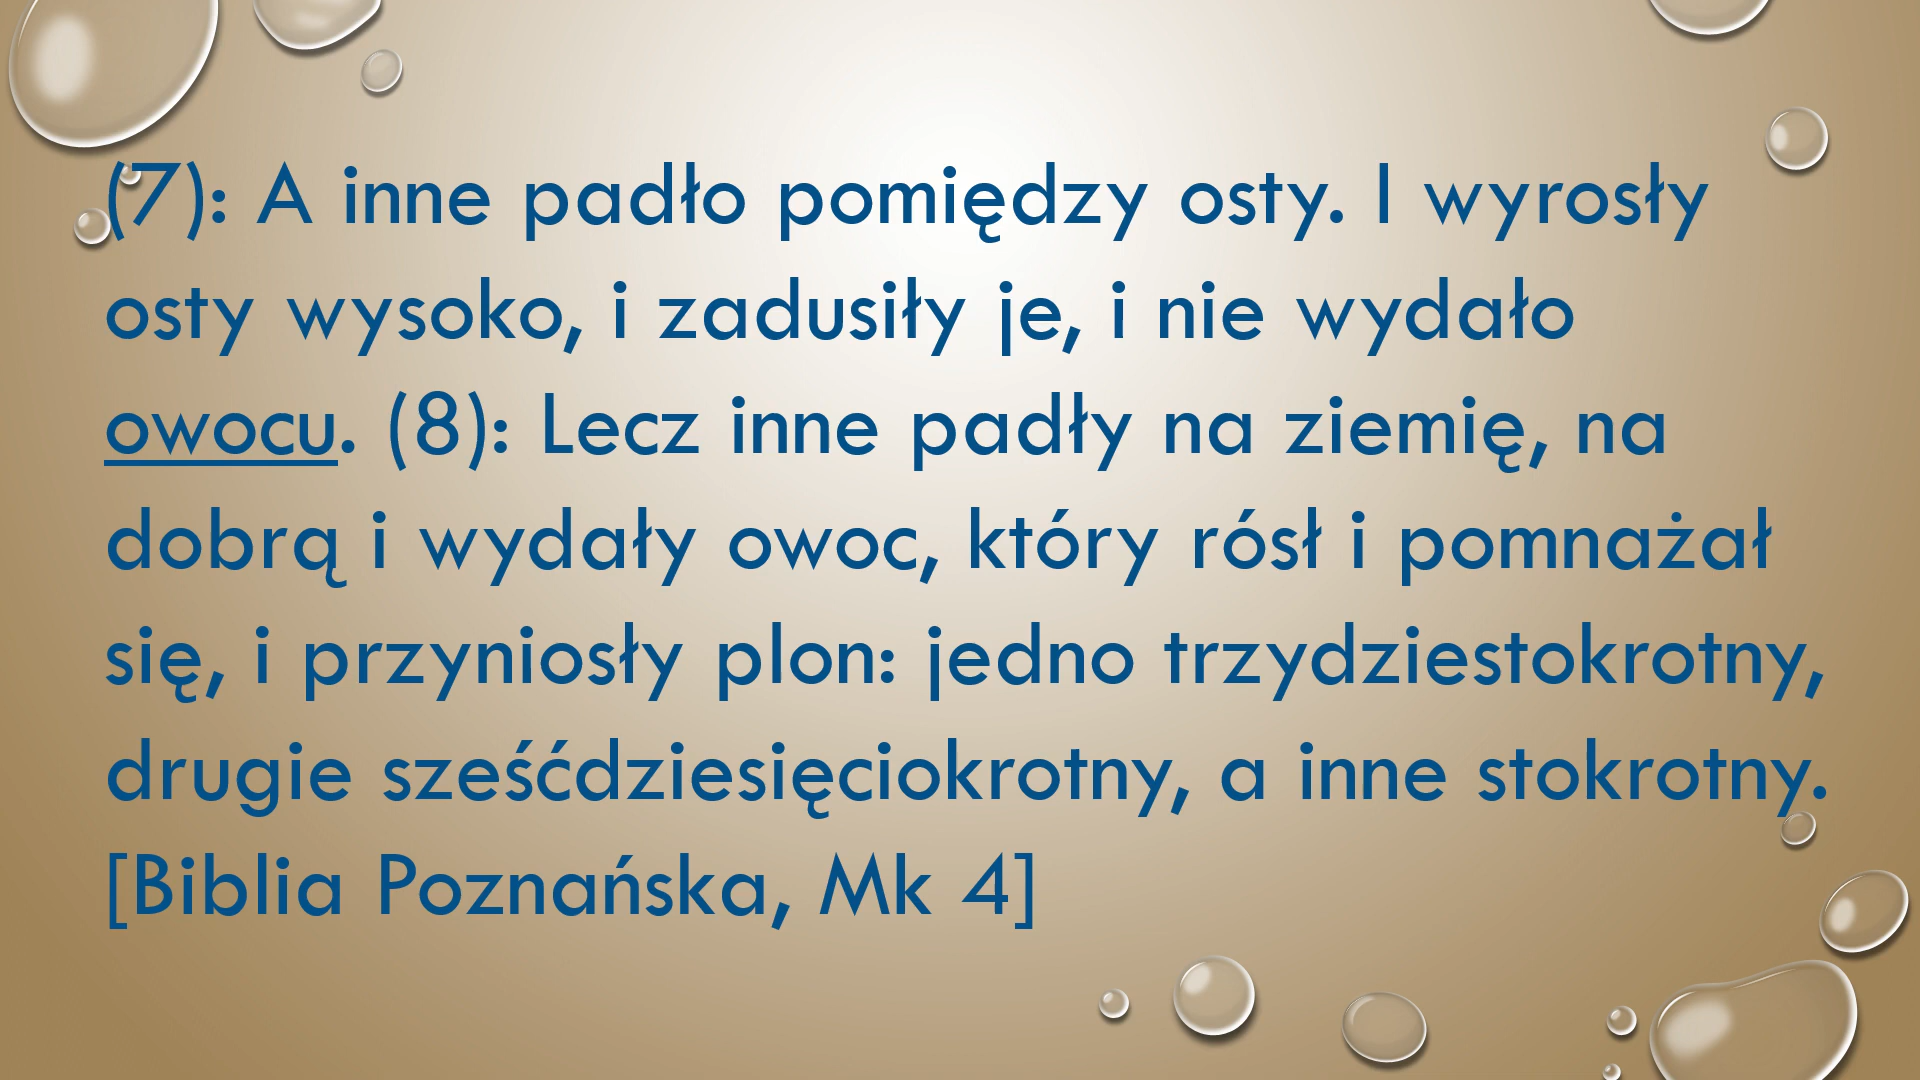 (7): A inne padło pomiędzy osty. I wyrosły
osty wysoko, i zadusiły je, i nie wydało
owocu. (8): Lecz inne padły na ziemię, na
dobrą i wydały owoc, który rósł i pomnażał
się, i przyniosły plon: jedno trzydziestokrotny,
drugie sześćdziesięciokrotny, a inne stokrotny.
[Biblia Poznańska, Mk 4]